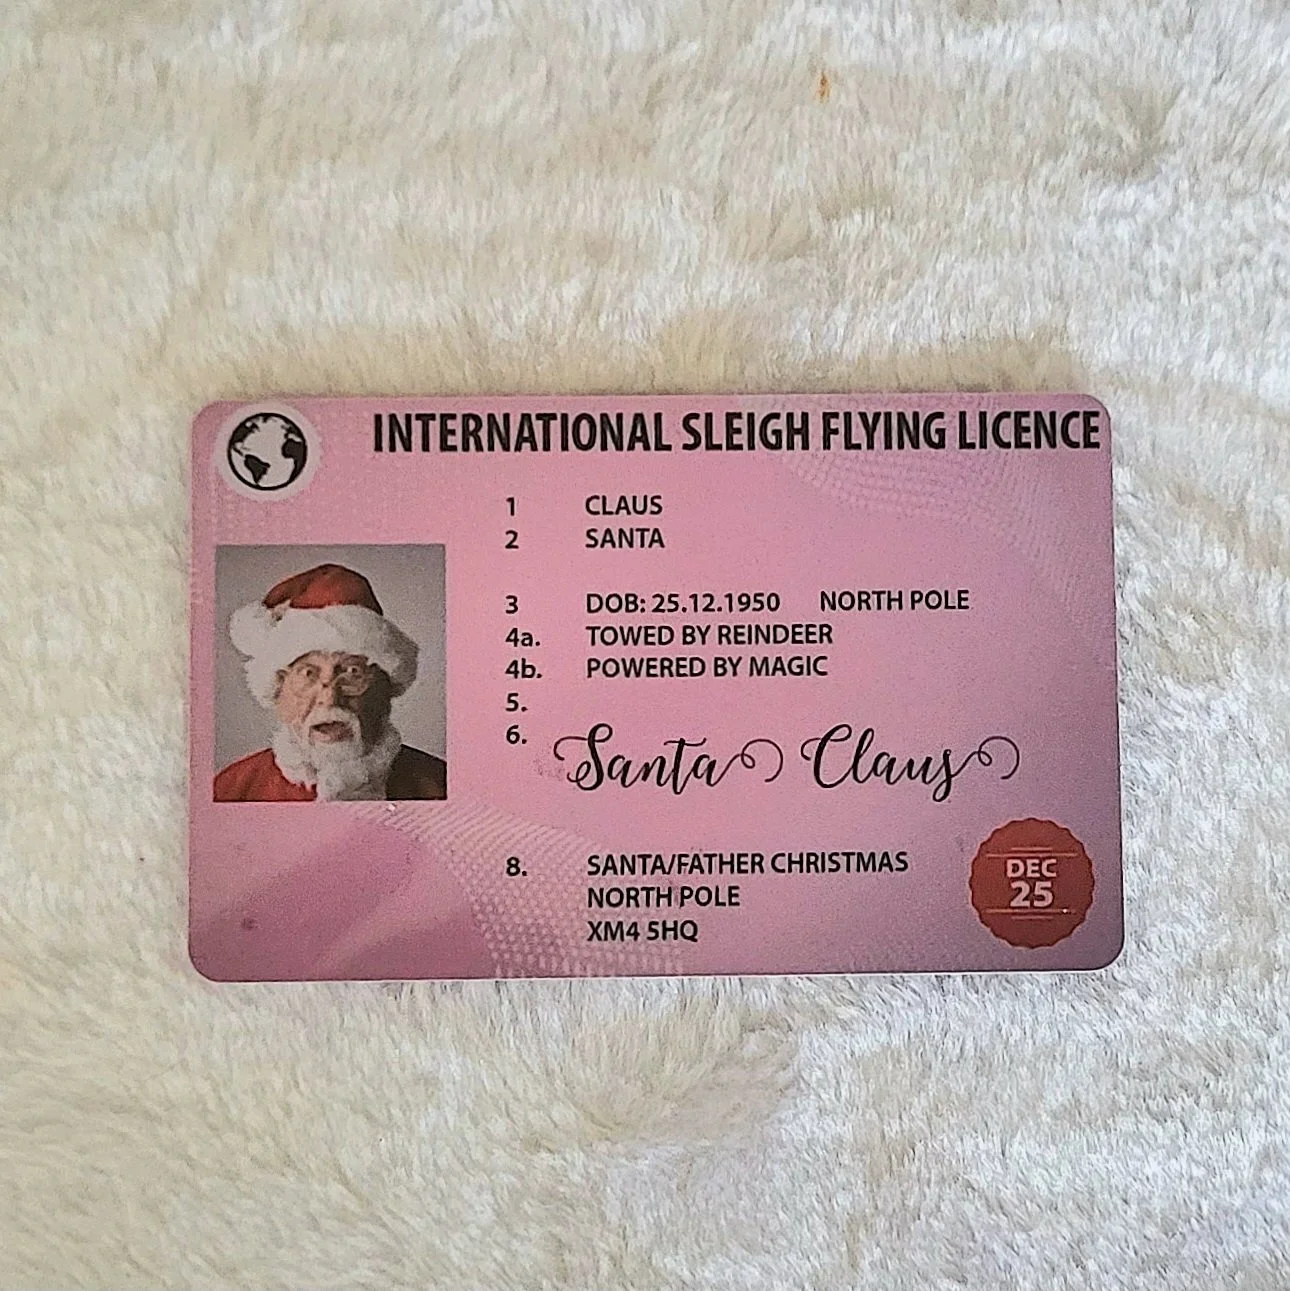 INTERNATIONAL SLEIGH FLYING LICENCE
1 CLAUS
2 SANTA
3 DOB: 25.12.1950 NORTH POLE
4a. TOWED BY REINDEER
4b. POWERED BY MAGIC
5.
6. Santa Claus
8. SANTA/FATHER CHRISTMAS
NORTH POLE
XM4 5HQ
DEC
25